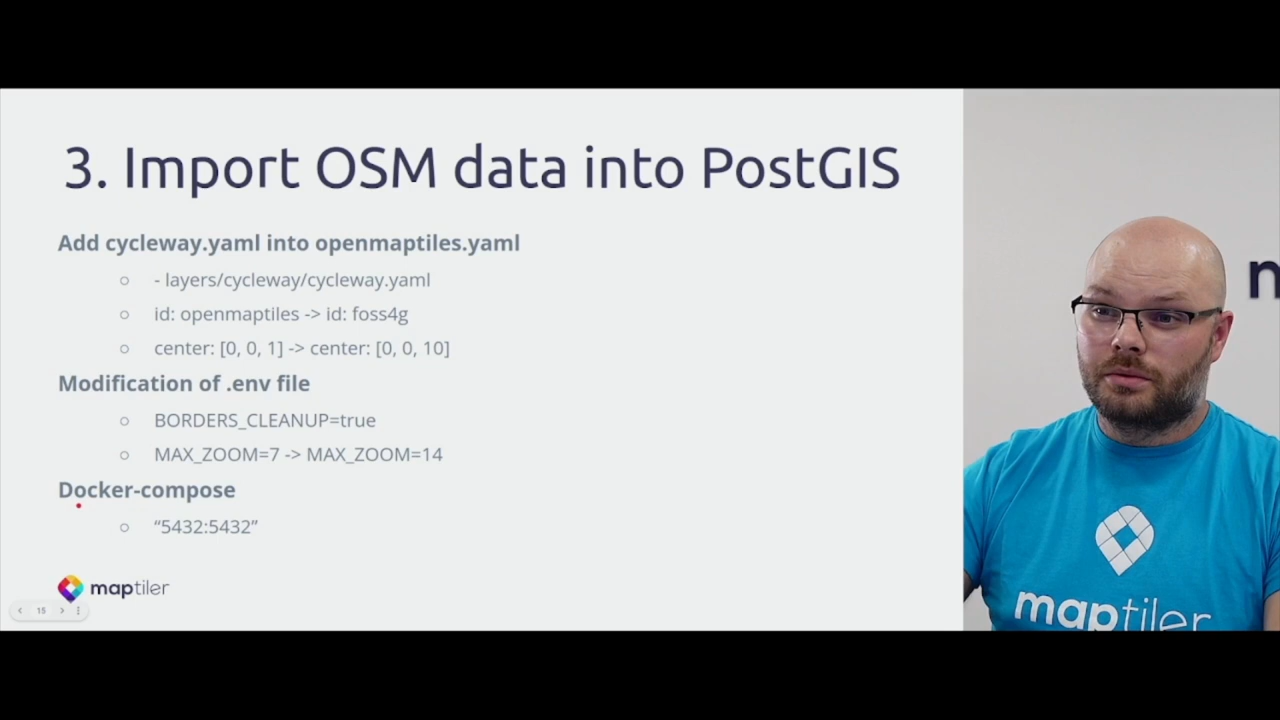 3. Import OSM data into PostGIS
Add cycleway.yaml into openmaptiles.yaml
- layers/cycleway/cycleway.yaml
id: openmaptiles -> id: foss4g
center: [0, 0, 1] -> center: [0, 0, 10]
Modification of .env file
BORDERS_CLEANUP=true
MAX_ZOOM=7 -> MAX_ZOOM=14
Docker-compose
“5432:5432”
maptiler
15
m
maptiler